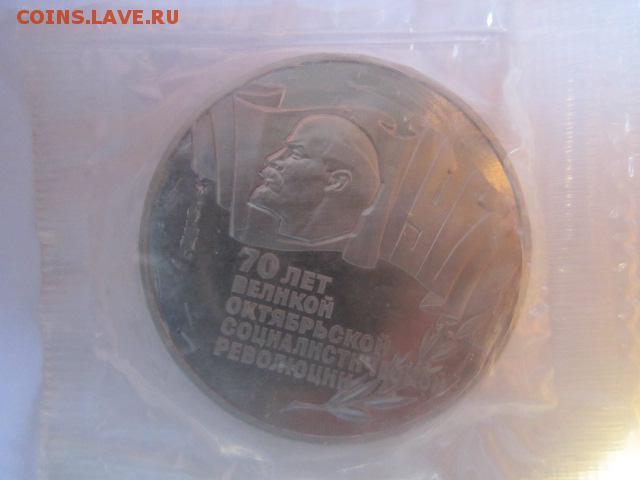 COINS.LAVE.RU
70 ЛЕТ
ВЕЛИКОЙ
ОКТЯБРЬСКОЙ
СОЦИАЛИСТИЧЕСКОЙ
РЕВОЛЮЦИИ